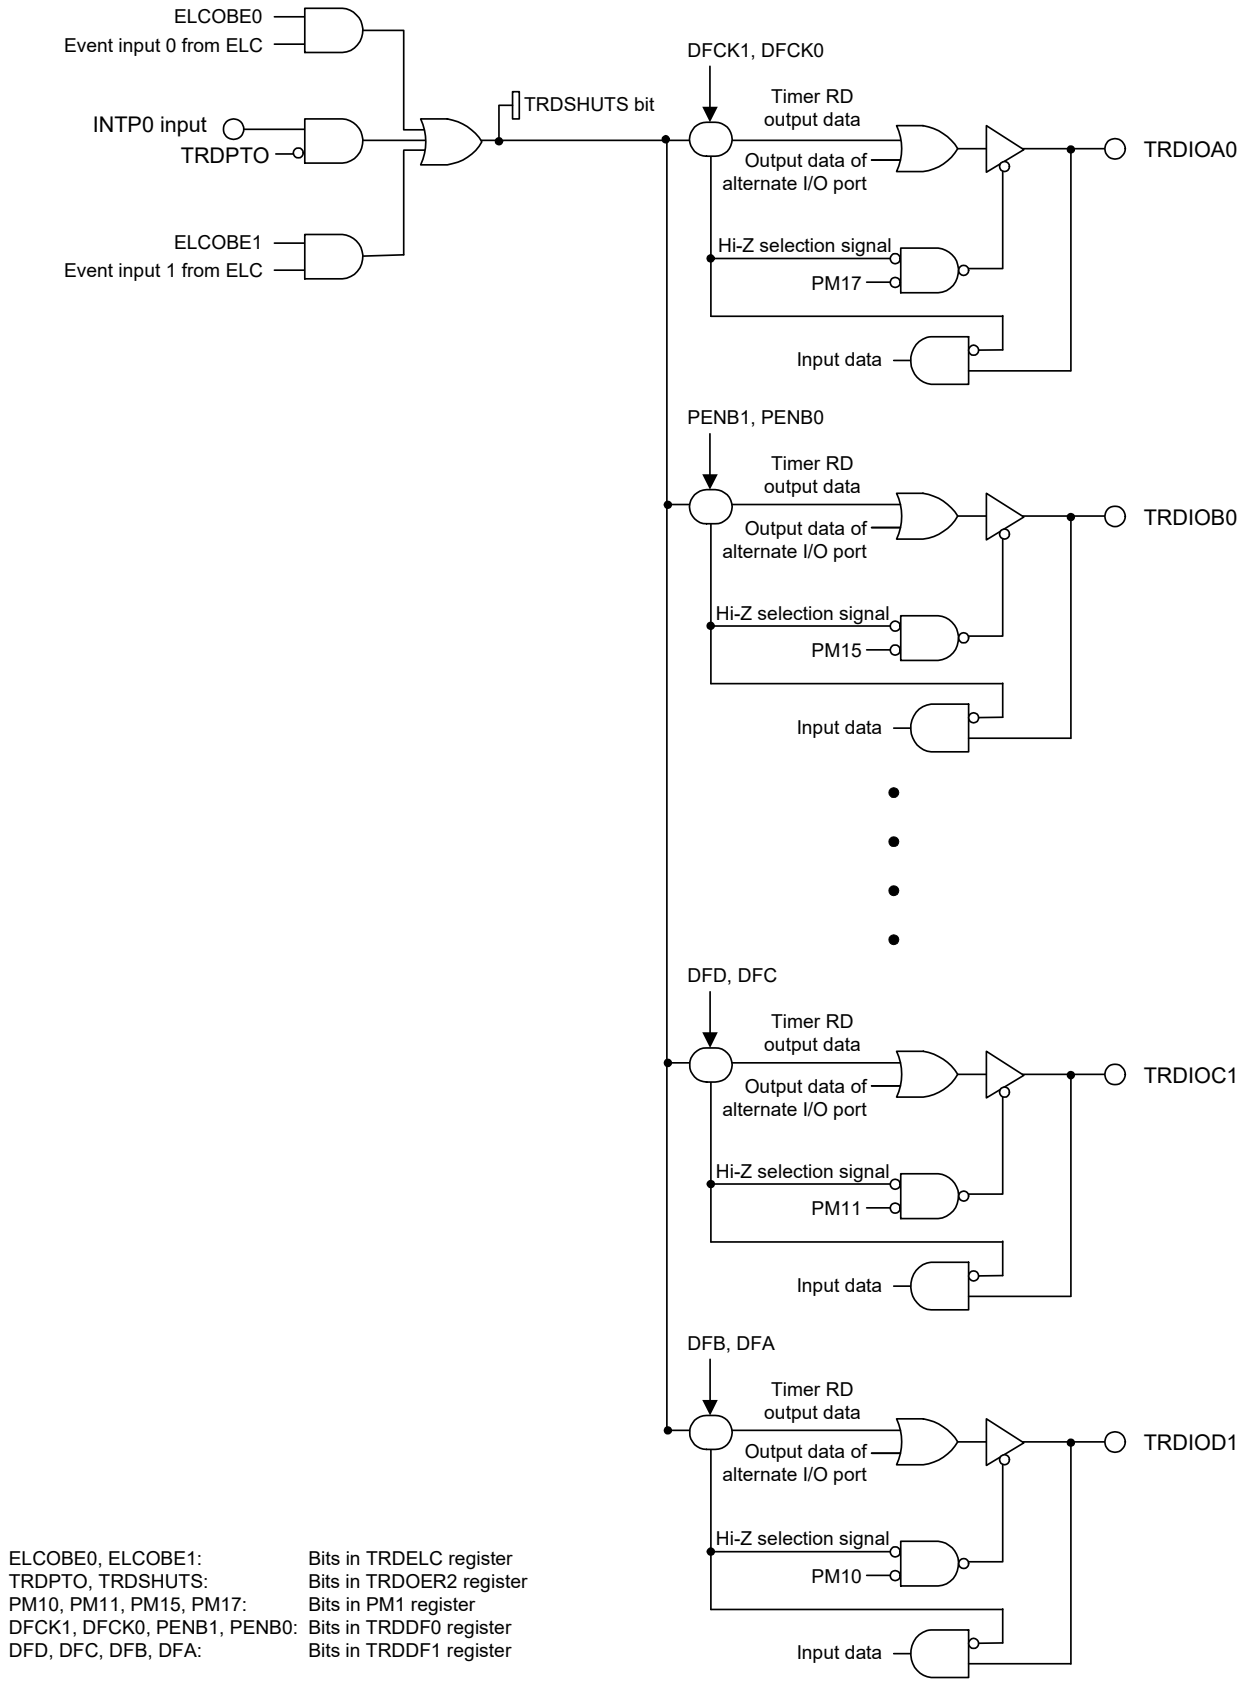 ELCOBE0
Event input 0 from ELC
INTP0 input
TRDPTO
ELCOBE1
Event input 1 from ELC
TRDSHUTS bit
DFCK1, DFCK0
Timer RD
output data
Output data of
alternate I/O port
TRDIOA0
Hi-Z selection signal
PM17
Input data
PENB1, PENB0
Timer RD
output data
Output data of
alternate I/O port
TRDIOB0
Hi-Z selection signal
PM15
Input data
DFD, DFC
Timer RD
output data
Output data of
alternate I/O port
TRDIOC1
Hi-Z selection signal
PM11
Input data
DFB, DFA
Timer RD
output data
Output data of
alternate I/O port
TRDIOD1
Hi-Z selection signal
PM10
Input data
ELCOBE0, ELCOBE1: Bits in TRDELC register
TRDPTO, TRDSHUTS: Bits in TRDOER2 register
PM10, PM11, PM15, PM17: Bits in PM1 register
DFCK1, DFCK0, PENB1, PENB0: Bits in TRDDF0 register
DFD, DFC, DFB, DFA: Bits in TRDDF1 register